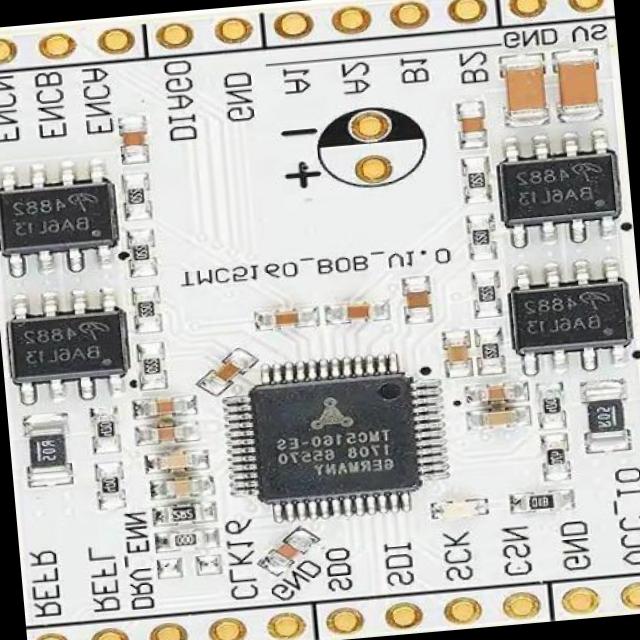 ENCN
ENCB
ENCA
DIAG0
GND
A1
A2
B1
B2
GND VS
-
+
4882
BA6L13
4882
BA6L13
TMC5160_BOB_V1.0
4882
BA6L13
4882
BA6L13
TMC5160-ES
1708 65570
GERMANY
REFR
REFL
DRV_ENN
CLK16
GND
SDO
SDI
SCK
CSN
GND
VCC_IO